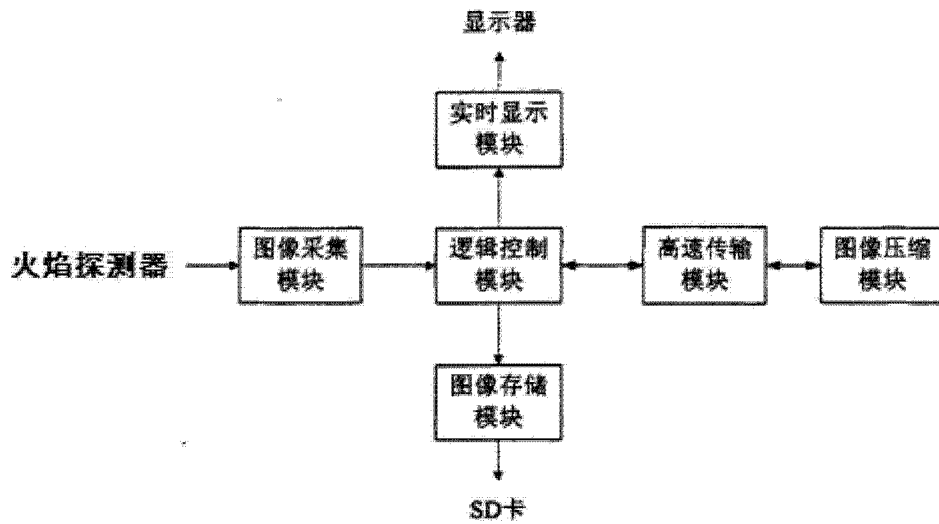 显示器
实时显示
模块
火焰探测器
图像采集
模块
逻辑控制
模块
高速传输
模块
图像压缩
模块
图像存储
模块
SD卡